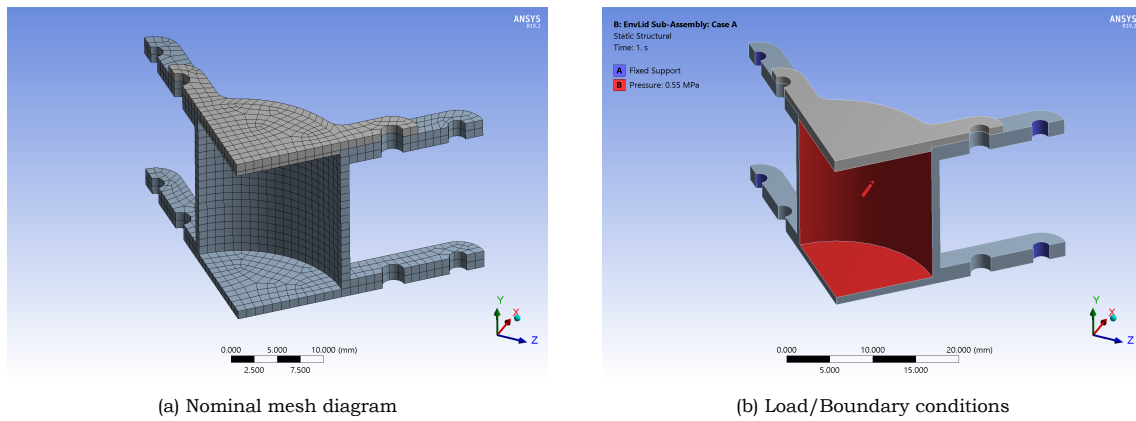 ANSYS
R19.2
Y
X
Z
0.000 5.000 10.000 (mm)
2.500 7.500
(a) Nominal mesh diagram
B: EnvLid Sub-Assembly: Case A
Static Structural
Time: 1. s
A Fixed Support
B Pressure: 0.55 MPa
ANSYS
R19.2
Y
X
Z
0.000 10.000 20.000 (mm)
5.000 15.000
(b) Load/Boundary conditions